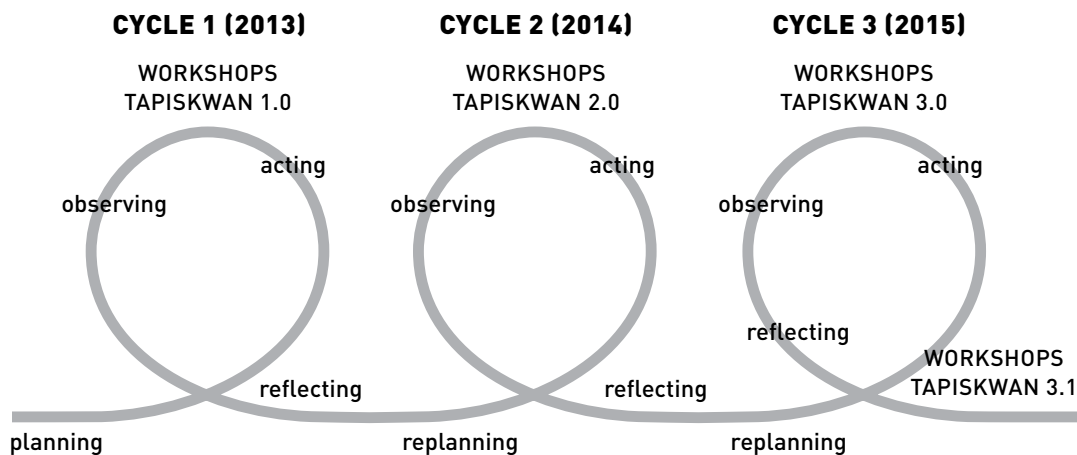 CYCLE 1 (2013)
WORKSHOPS
TAPISKWAN 1.0
acting
observing
reflecting
planning
CYCLE 2 (2014)
WORKSHOPS
TAPISKWAN 2.0
acting
observing
reflecting
replanning
CYCLE 3 (2015)
WORKSHOPS
TAPISKWAN 3.0
acting
observing
reflecting
WORKSHOPS
TAPISKWAN 3.1
replanning